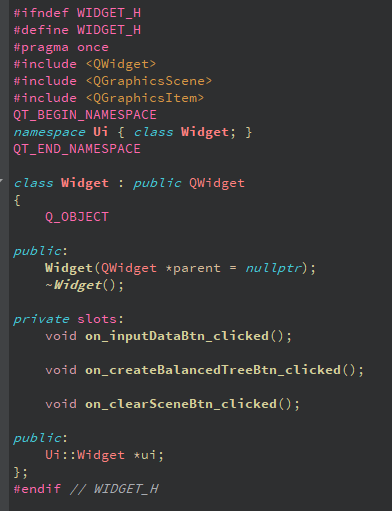 #ifndef WIDGET_H
#define WIDGET_H
#pragma once
#include <QWidget>
#include <QGraphicsScene>
#include <QGraphicsItem>
QT_BEGIN_NAMESPACE
namespace Ui { class Widget; }
QT_END_NAMESPACE
class Widget : public QWidget
{
Q_OBJECT
public:
Widget(QWidget *parent = nullptr);
~Widget();
private slots:
void on_inputDataBtn_clicked();
void on_createBalancedTreeBtn_clicked();
void on_clearSceneBtn_clicked();
public:
Ui::Widget *ui;
};
#endif // WIDGET_H